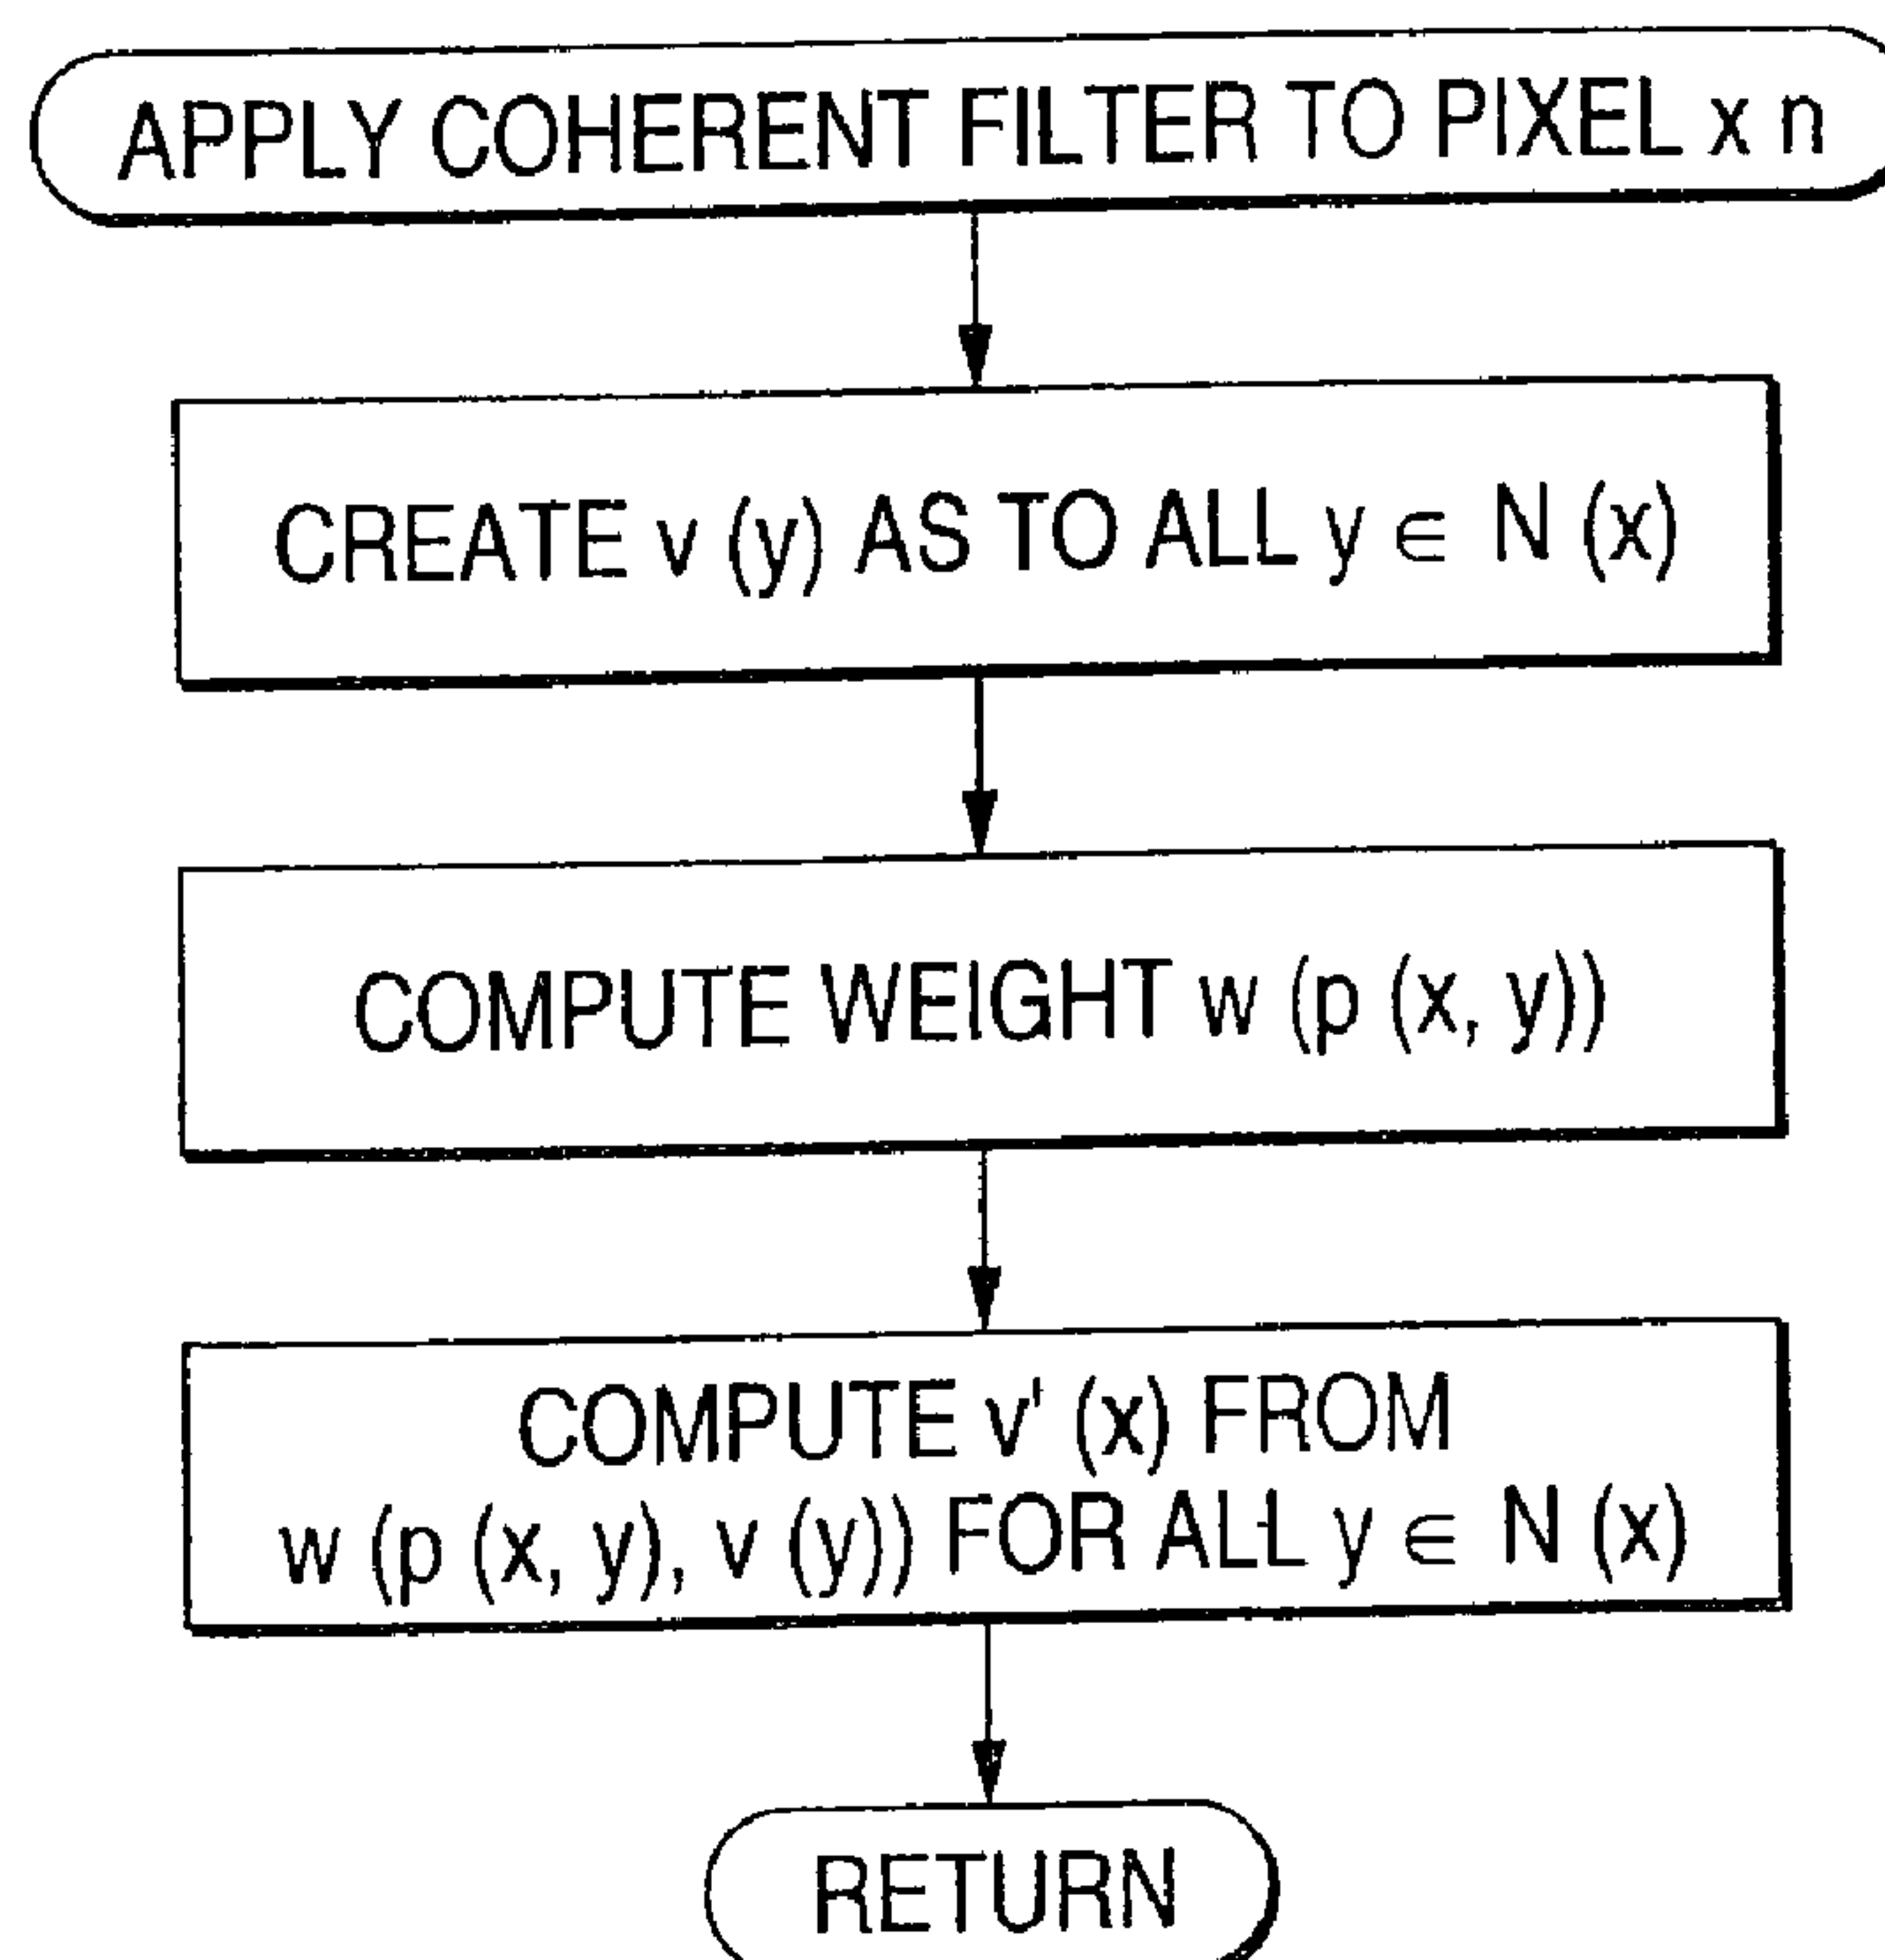 APPLY COHERENT FILTER TO PIXEL x n
CREATE v (y) AS TO ALL y ∈ N (x)
COMPUTE WEIGHT w (p (x, y))
COMPUTE v' (x) FROM
w (p (x, y), v (y)) FOR ALL y ∈ N (x)
RETURN